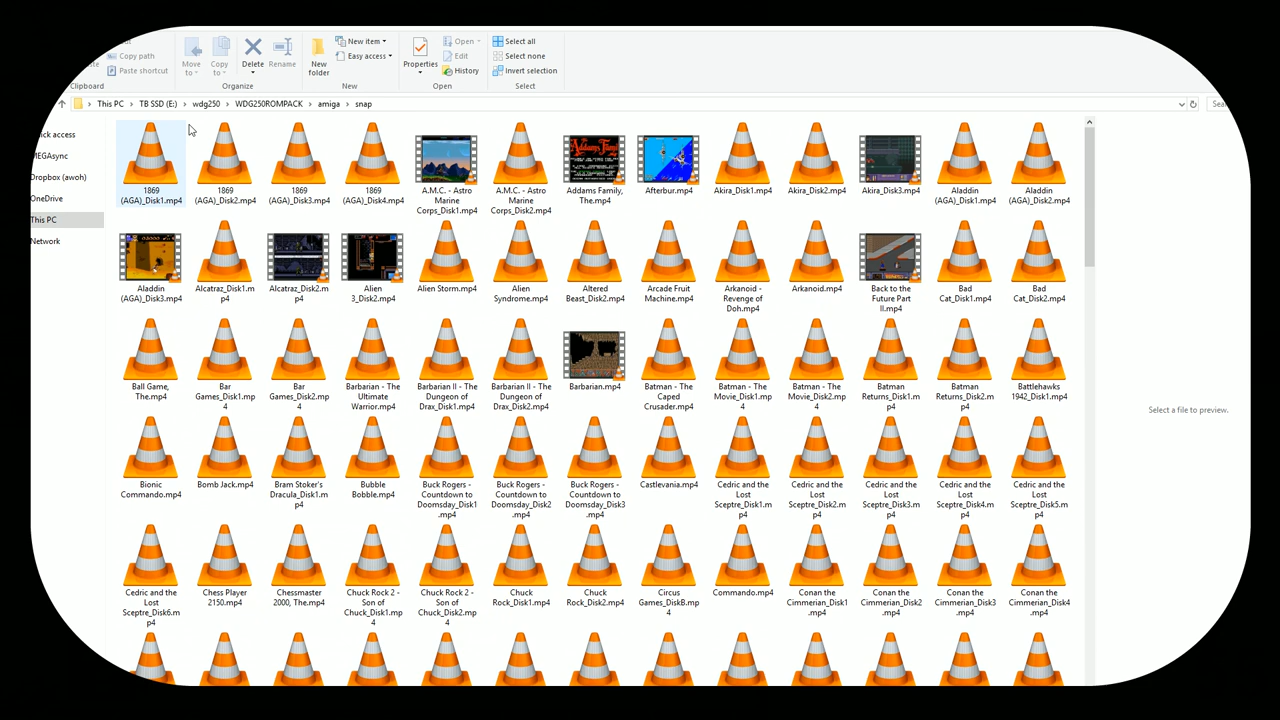 Copy path
Paste shortcut
Clipboard
Move to
Copy to
Delete
Rename
Organize
New folder
New item
Easy access
New
Properties
Open
Edit
History
Open
Select all
Select none
Invert selection
Select
This PC > TB SSD (E:) > wdg250 > WDG250ROMPACK > amiga > snap
Sea
ck access
MEGAsync
Dropbox (awoh)
OneDrive
This PC
Network
1869 (AGA)_Disk1.mp4
1869 (AGA)_Disk2.mp4
1869 (AGA)_Disk3.mp4
1869 (AGA)_Disk4.mp4
A.M.C. - Astro Marine Corps_Disk1.mp4
A.M.C. - Astro Marine Corps_Disk2.mp4
Addams Family, The.mp4
Afterbur.mp4
Akira_Disk1.mp4
Akira_Disk2.mp4
Akira_Disk3.mp4
Aladdin (AGA)_Disk1.mp4
Aladdin (AGA)_Disk2.mp4
Aladdin (AGA)_Disk3.mp4
Alcatraz_Disk1.mp4
Alcatraz_Disk2.mp4
Alien 3_Disk2.mp4
Alien Storm.mp4
Alien Syndrome.mp4
Altered Beast_Disk2.mp4
Arcade Fruit Machine.mp4
Arkanoid - Revenge of Doh.mp4
Arkanoid.mp4
Back to the Future Part II.mp4
Bad Cat_Disk1.mp4
Bad Cat_Disk2.mp4
Ball Game, The.mp4
Bar Games_Disk1.mp4
Bar Games_Disk2.mp4
Barbarian - The Ultimate Warrior.mp4
Barbarian II - The Dungeon of Drax_Disk1.mp4
Barbarian II - The Dungeon of Drax_Disk2.mp4
Barbarian.mp4
Batman - The Caped Crusader.mp4
Batman - The Movie_Disk1.mp4
Batman - The Movie_Disk2.mp4
Batman Returns_Disk1.mp4
Batman Returns_Disk2.mp4
Battlehawks 1942_Disk1.mp4
Select a file to preview.
Bionic Commando.mp4
Bomb Jack.mp4
Bram Stoker's Dracula_Disk1.mp4
Bubble Bobble.mp4
Buck Rogers - Countdown to Doomsday_Disk1.mp4
Buck Rogers - Countdown to Doomsday_Disk2.mp4
Buck Rogers - Countdown to Doomsday_Disk3.mp4
Castlevania.mp4
Cedric and the Lost Sceptre_Disk1.mp4
Cedric and the Lost Sceptre_Disk2.mp4
Cedric and the Lost Sceptre_Disk3.mp4
Cedric and the Lost Sceptre_Disk4.mp4
Cedric and the Lost Sceptre_Disk5.mp4
Cedric and the Lost Sceptre_Disk6.mp4
Chess Player 2150.mp4
Chessmaster 2000, The.mp4
Chuck Rock 2 - Son of Chuck_Disk1.mp4
Chuck Rock 2 - Son of Chuck_Disk2.mp4
Chuck Rock_Disk1.mp4
Chuck Rock_Disk2.mp4
Circus Games_DiskB.mp4
Commando.mp4
Conan the Cimmerian_Disk1.mp4
Conan the Cimmerian_Disk2.mp4
Conan the Cimmerian_Disk3.mp4
Conan the Cimmerian_Disk4.mp4